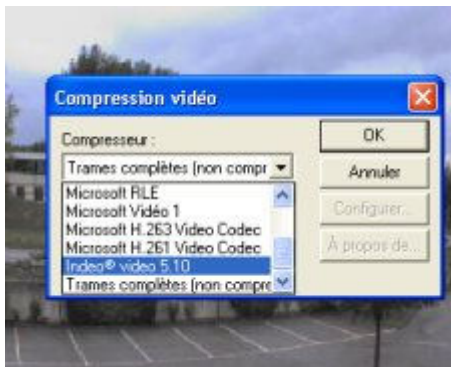 Compression vidéo
Compresseur :
OK
Trames complètes (non compr
Annuler
Microsoft RLE
Microsoft Vidéo 1
Configurer...
Microsoft H.263 Video Codec
Microsoft H.261 Video Codec
À propos de...
Indeo® video 5.10
Trames complètes (non compre